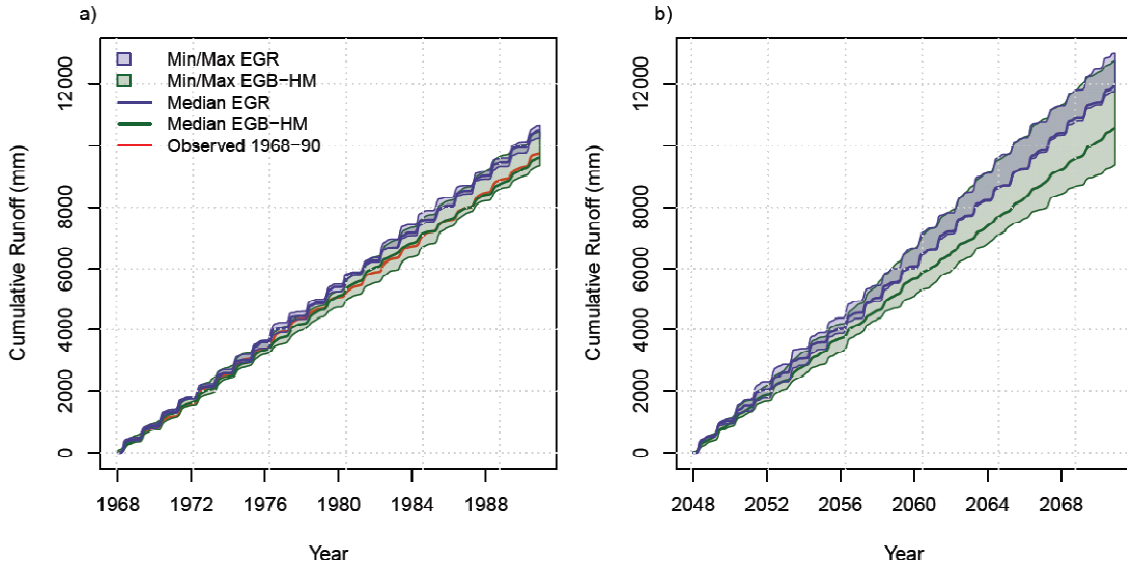 a)
Min/Max EGR
Min/Max EGB-HM
Median EGR
Median EGB-HM
Observed 1968-90
Cumulative Runoff (mm)
0
2000
4000
6000
8000
12000
1968
1972
1976
1980
1984
1988
Year
b)
Cumulative Runoff (mm)
0
2000
4000
6000
8000
12000
2048
2052
2056
2060
2064
2068
Year